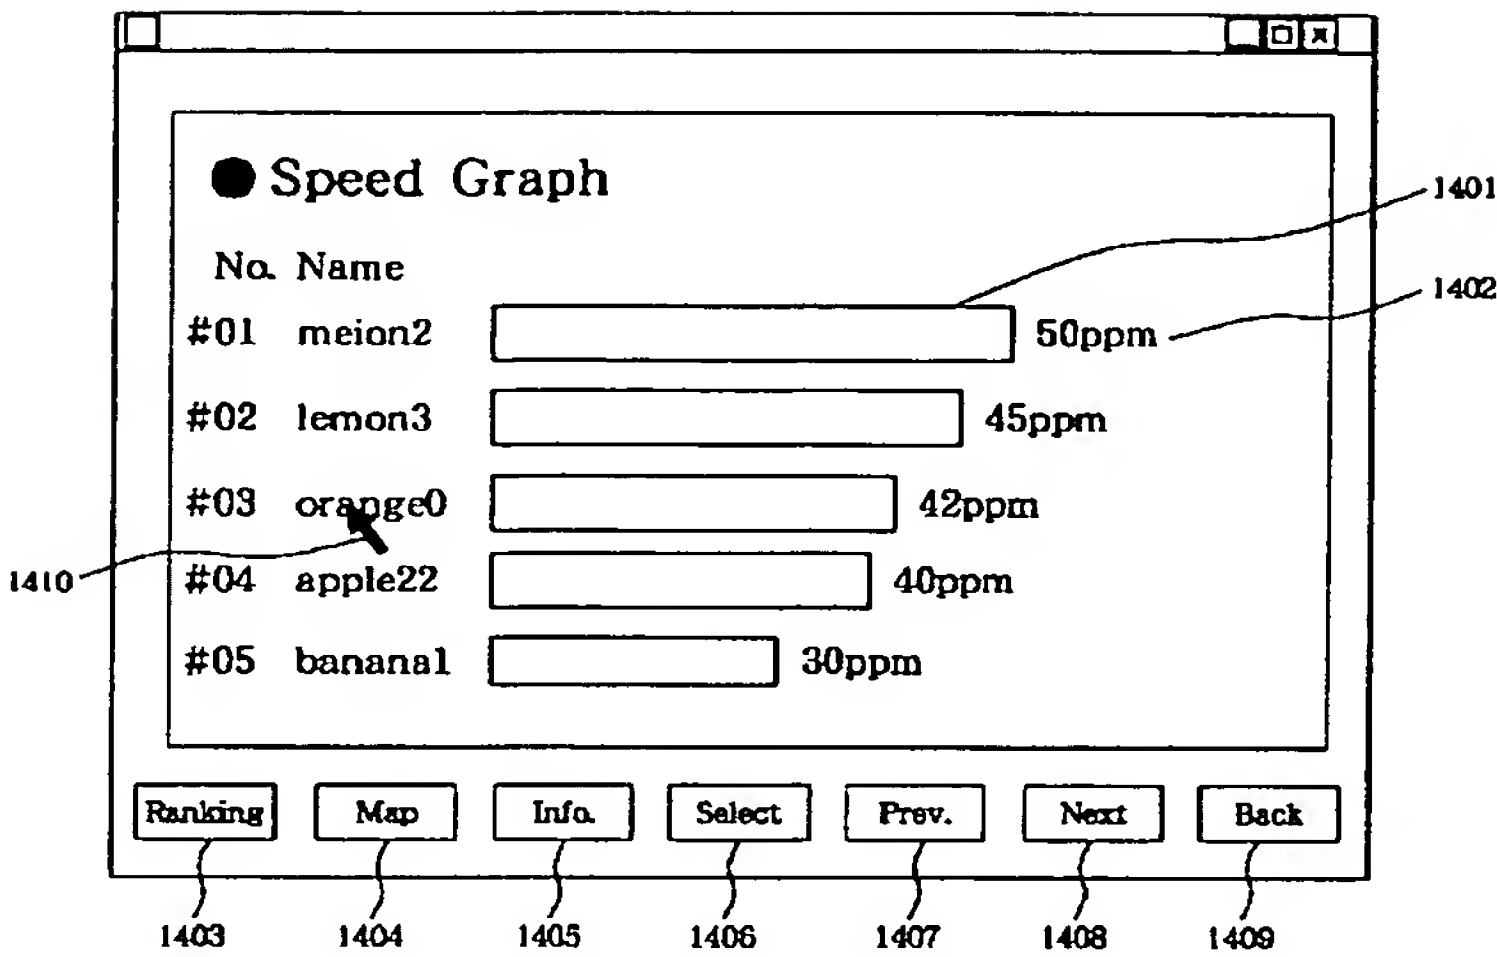 Speed Graph
1401
No. Name
1402
#01 meion2 50ppm
#02 lemon3 45ppm
#03 orange0 42ppm
1410
#04 apple22 40ppm
#05 banana1 30ppm
Ranking Map Info. Select Prev. Next Back
1403 1404 1405 1406 1407 1408 1409